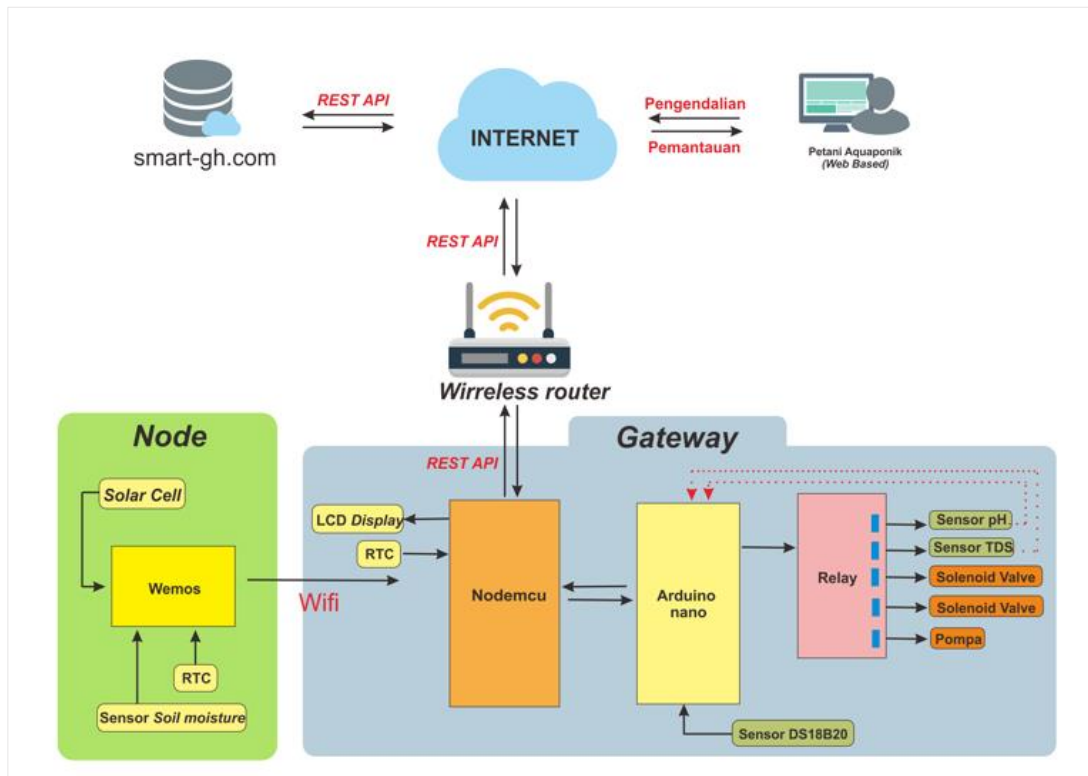 REST API
smart-gh.com
INTERNET
Pengendalian
Pemantauan
Petani Aquaponik
(Web Based)
REST API
Wirreless router
Node
Solar Cell
Wemos
RTC
Sensor Soil moisture
Wifi
Gateway
REST API
LCD Display
RTC
Nodemcu
Arduino
nano
Relay
Sensor pH
Sensor TDS
Solenoid Valve
Solenoid Valve
Pompa
Sensor DS18B20